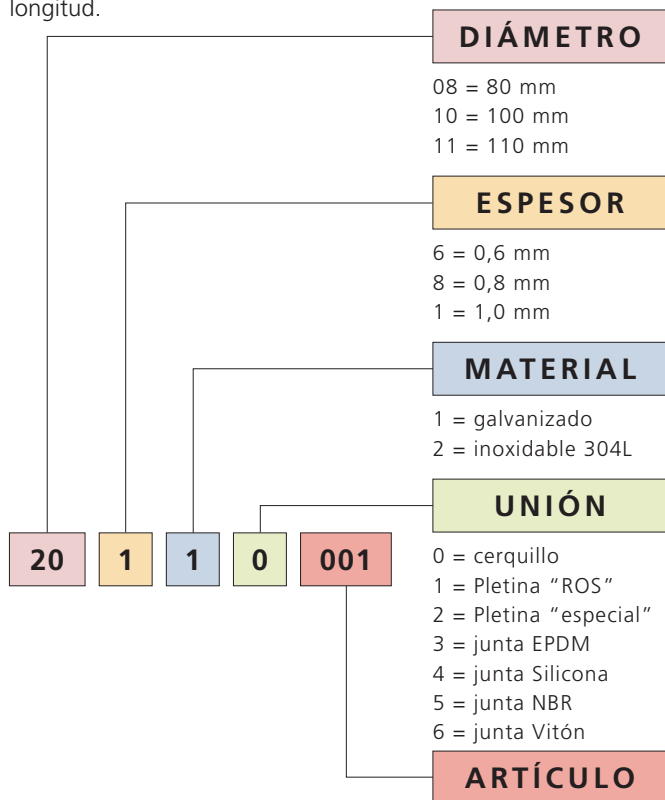 longitud.
DIÁMETRO
08 = 80 mm
10 = 100 mm
11 = 110 mm
ESPESOR
6 = 0,6 mm
8 = 0,8 mm
1 = 1,0 mm
MATERIAL
1 = galvanizado
2 = inoxidable 304L
UNIÓN
20 1 1 0 001
0 = cerquillo
1 = Pletina “ROS”
2 = Pletina “especial”
3 = junta EPDM
4 = junta Silicona
5 = junta NBR
6 = junta Vitón
ARTÍCULO